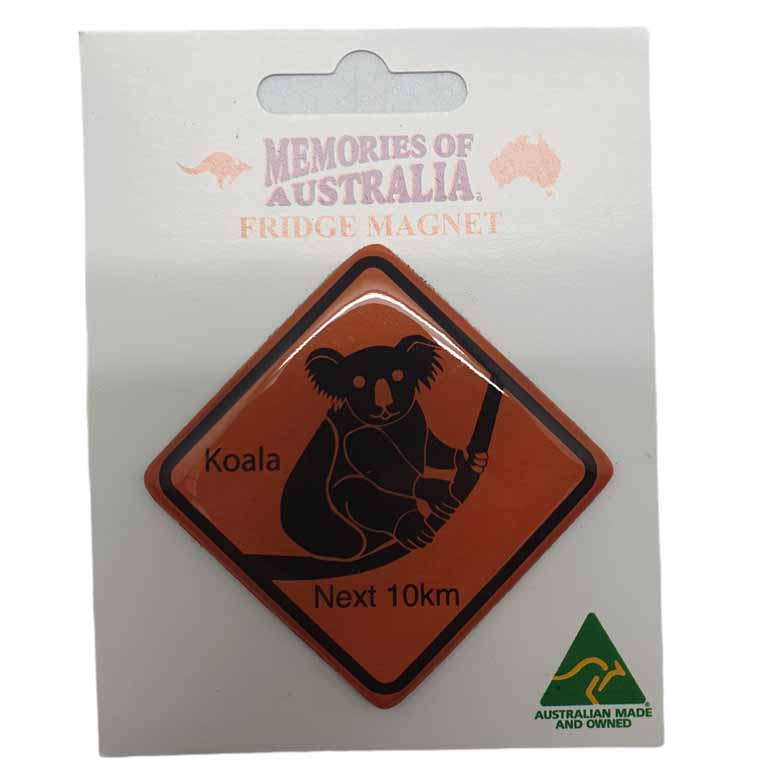 MEMORIES OF
AUSTRALIA
FRIDGE MAGNET
Koala
Next 10km
AUSTRALIAN MADE
AND OWNED